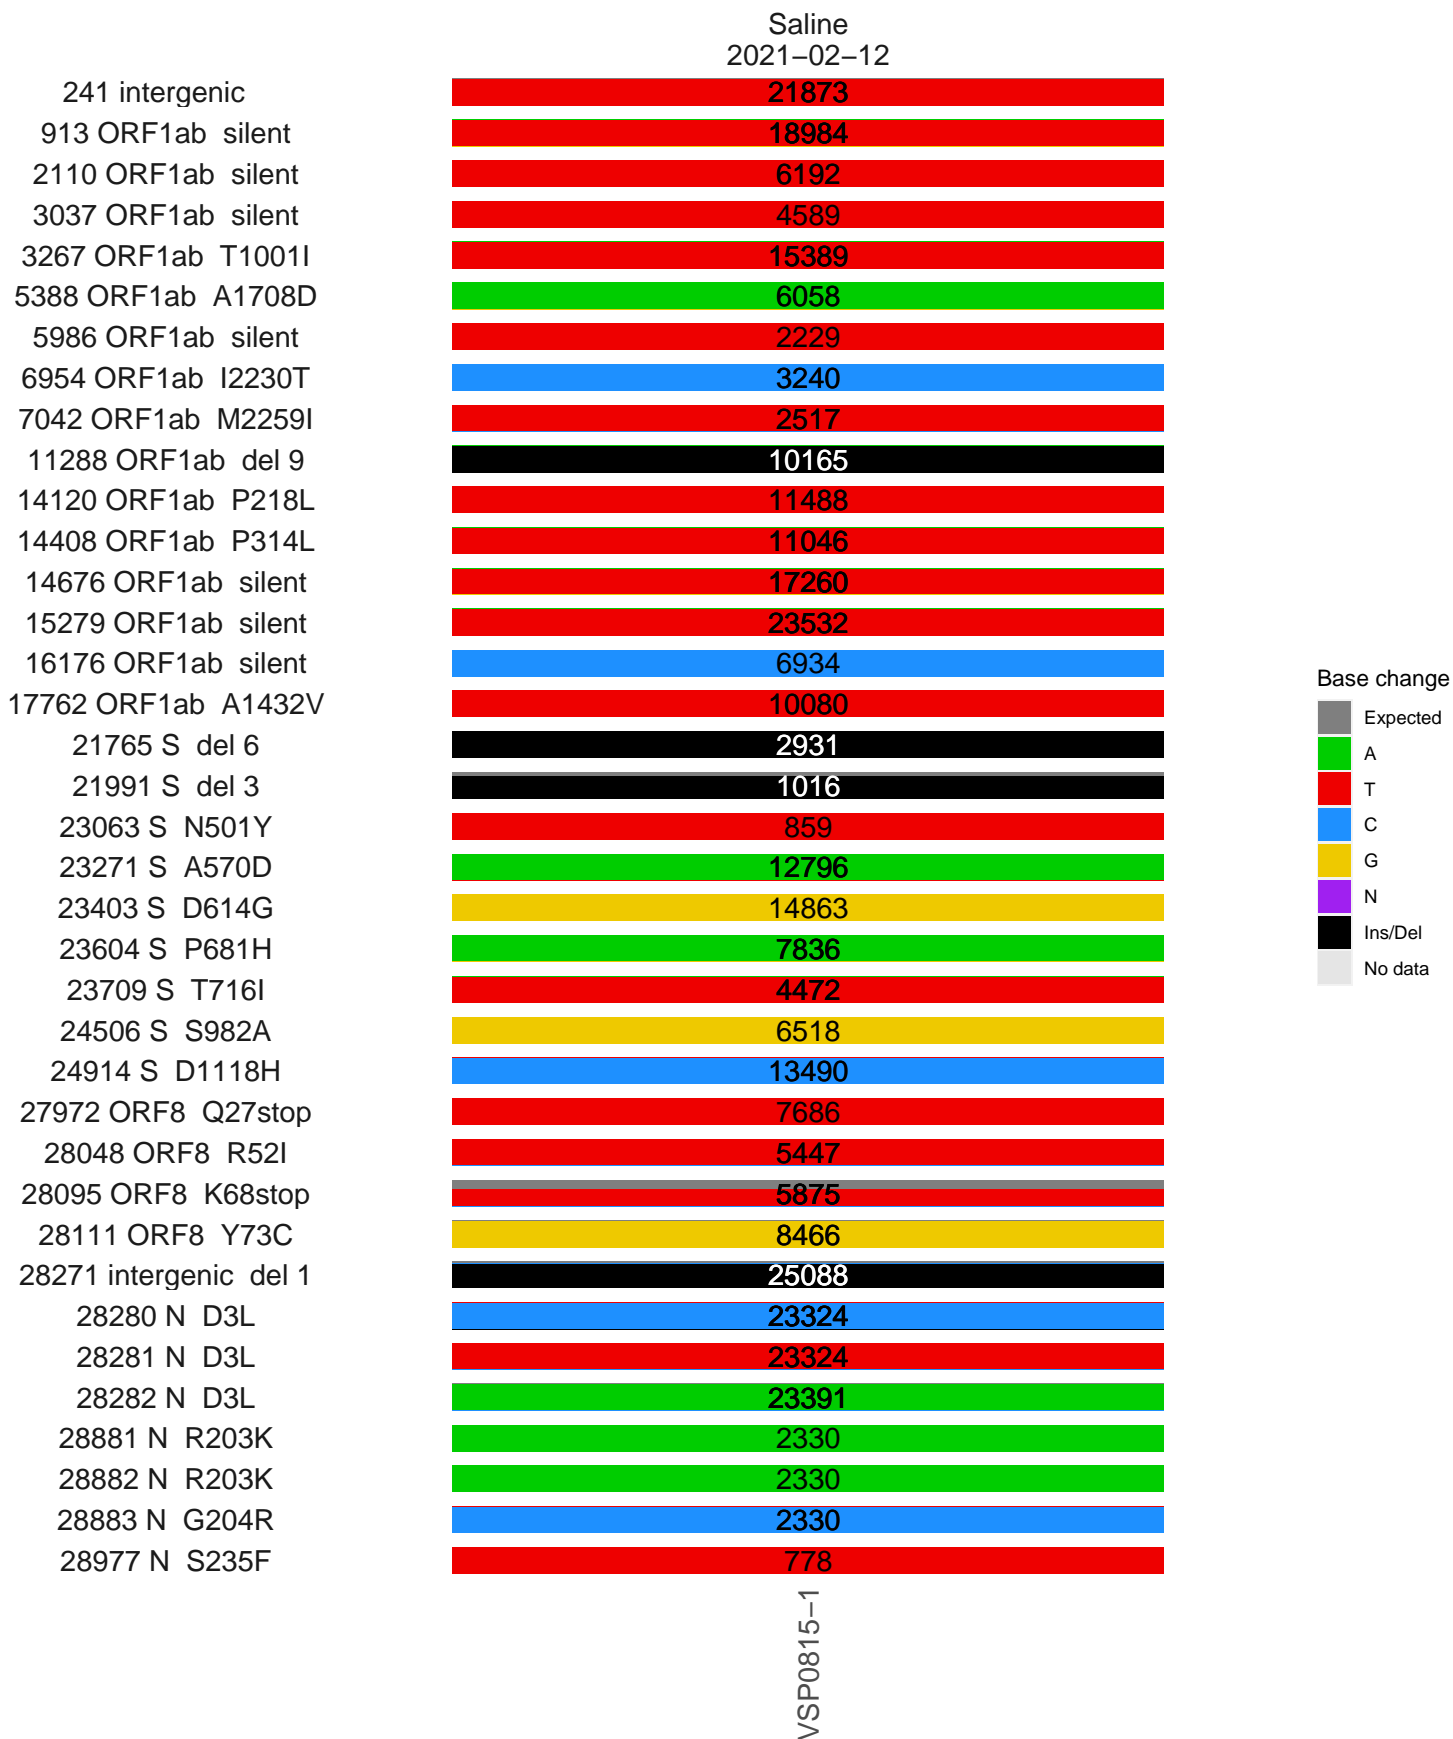 Saline
2021−02−12
241 intergenic 21873
913 ORF1ab silent 18984
2110 ORF1ab silent 6192
3037 ORF1ab silent 4589
3267 ORF1ab T1001I 15389
5388 ORF1ab A1708D 6058
5986 ORF1ab silent 2229
6954 ORF1ab I2230T 3240
7042 ORF1ab M2259I 2517
11288 ORF1ab del 9 10165
14120 ORF1ab P218L 11488
14408 ORF1ab P314L 11046
14676 ORF1ab silent 17260
15279 ORF1ab silent 23532
16176 ORF1ab silent 6934
17762 ORF1ab A1432V 10080
21765 S del 6 2931
21991 S del 3 1016
23063 S N501Y 859
23271 S A570D 12796
23403 S D614G 14863
23604 S P681H 7836
23709 S T716I 4472
24506 S S982A 6518
24914 S D1118H 13490
27972 ORF8 Q27stop 7686
28048 ORF8 R52I 5447
28095 ORF8 K68stop 5875
28111 ORF8 Y73C 8466
28271 intergenic del 1 25088
28280 N D3L 23324
28281 N D3L 23324
28282 N D3L 23391
28881 N R203K 2330
28882 N R203K 2330
28883 N G204R 2330
28977 N S235F 778
VSP0815−1
Base change
Expected
A
T
C
G
N
Ins/Del
No data